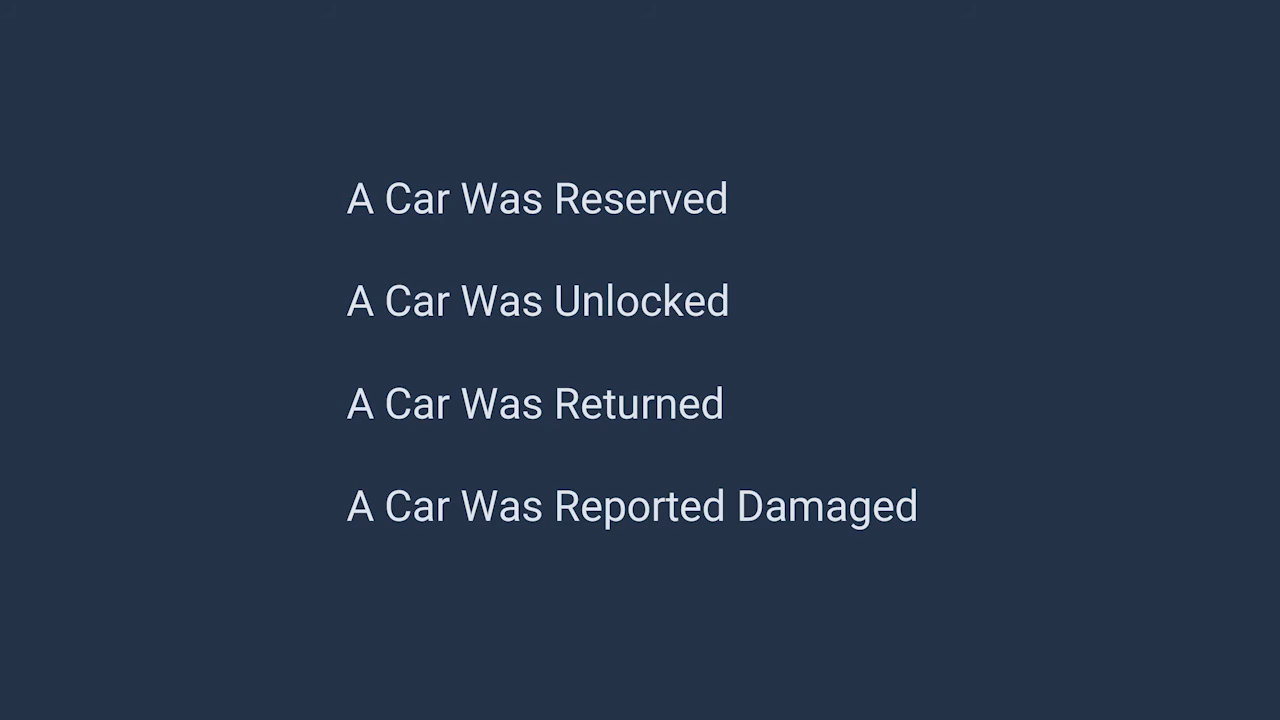 A Car Was Reserved
A Car Was Unlocked
A Car Was Returned
A Car Was Reported Damaged